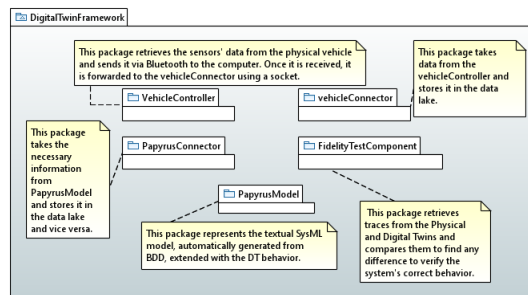 DigitalTwinFramework
This package retrieves the sensors' data from the physical vehicle
and sends it via Bluetooth to the computer. Once it is received, it
is forwarded to the vehicleConnector using a socket.
This package takes
data from the
vehicleConnector and
stores it in the data
lake.
VehicleController
vehicleConnector
This package
takes the
necessary
information
from
PapyrusModel
and stores it in
the data lake
and vice versa.
PapyrusConnector
FidelityTestComponent
PapyrusModel
This package represents the textual SysML
model, automatically generated from
BDD, extended with the DT behavior.
This package retrieves
traces from the Physical
and Digital Twins and
compares them to find any
difference to verify the
system's correct behavior.